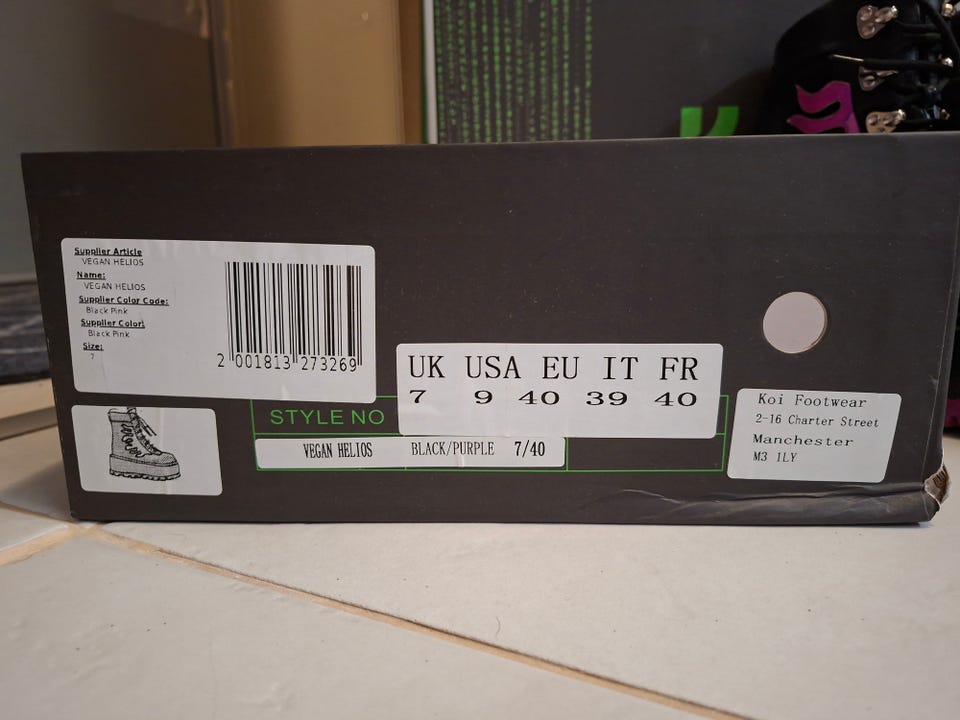 Supplier Article
VEGAN HELIOS
Name:
VEGAN HELIOS
Supplier Color Code:
Black Pink
Supplier Color:
Black Pink
Size:
7
2 001813 273269
UK USA EU IT FR
7 9 40 39 40
STYLE NO
VEGAN HELIOS BLACK/PURPLE 7/40
Koi Footwear
2-16 Charter Street
Manchester
M3 1LY